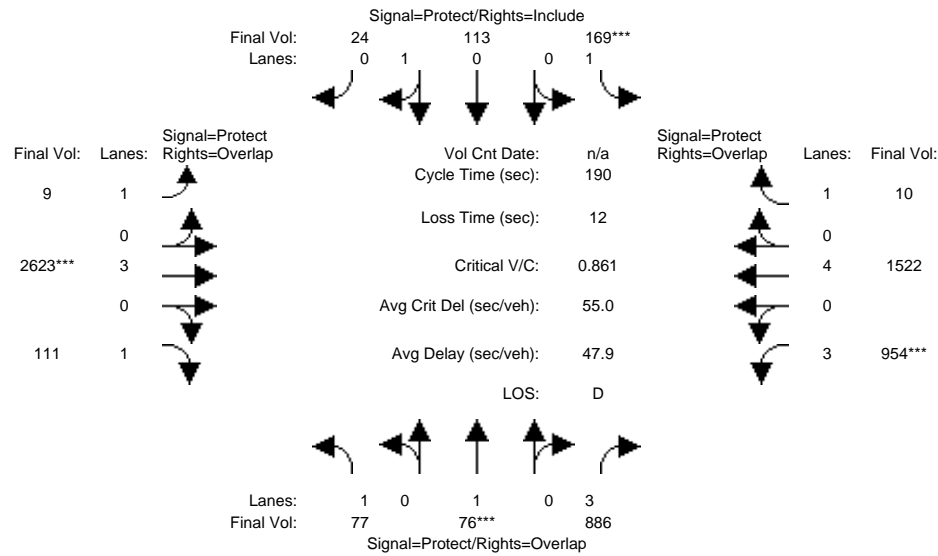 Signal=Protect/Rights=Include
Final Vol: 24 113 169***
Lanes: 0 1 0 0 1
Signal=Protect
Final Vol: Lanes: Rights=Overlap
Vol Cnt Date: n/a
Signal=Protect
Rights=Overlap Lanes: Final Vol:
Cycle Time (sec): 190
9 1
1 10
Loss Time (sec): 12
0
0
2623*** 3
Critical V/C: 0.861
4 1522
0
Avg Crit Del (sec/veh): 55.0
0
111 1
Avg Delay (sec/veh): 47.9
3 954***
LOS: D
Lanes: 1 0 1 0 3
Final Vol: 77 76*** 886
Signal=Protect/Rights=Overlap